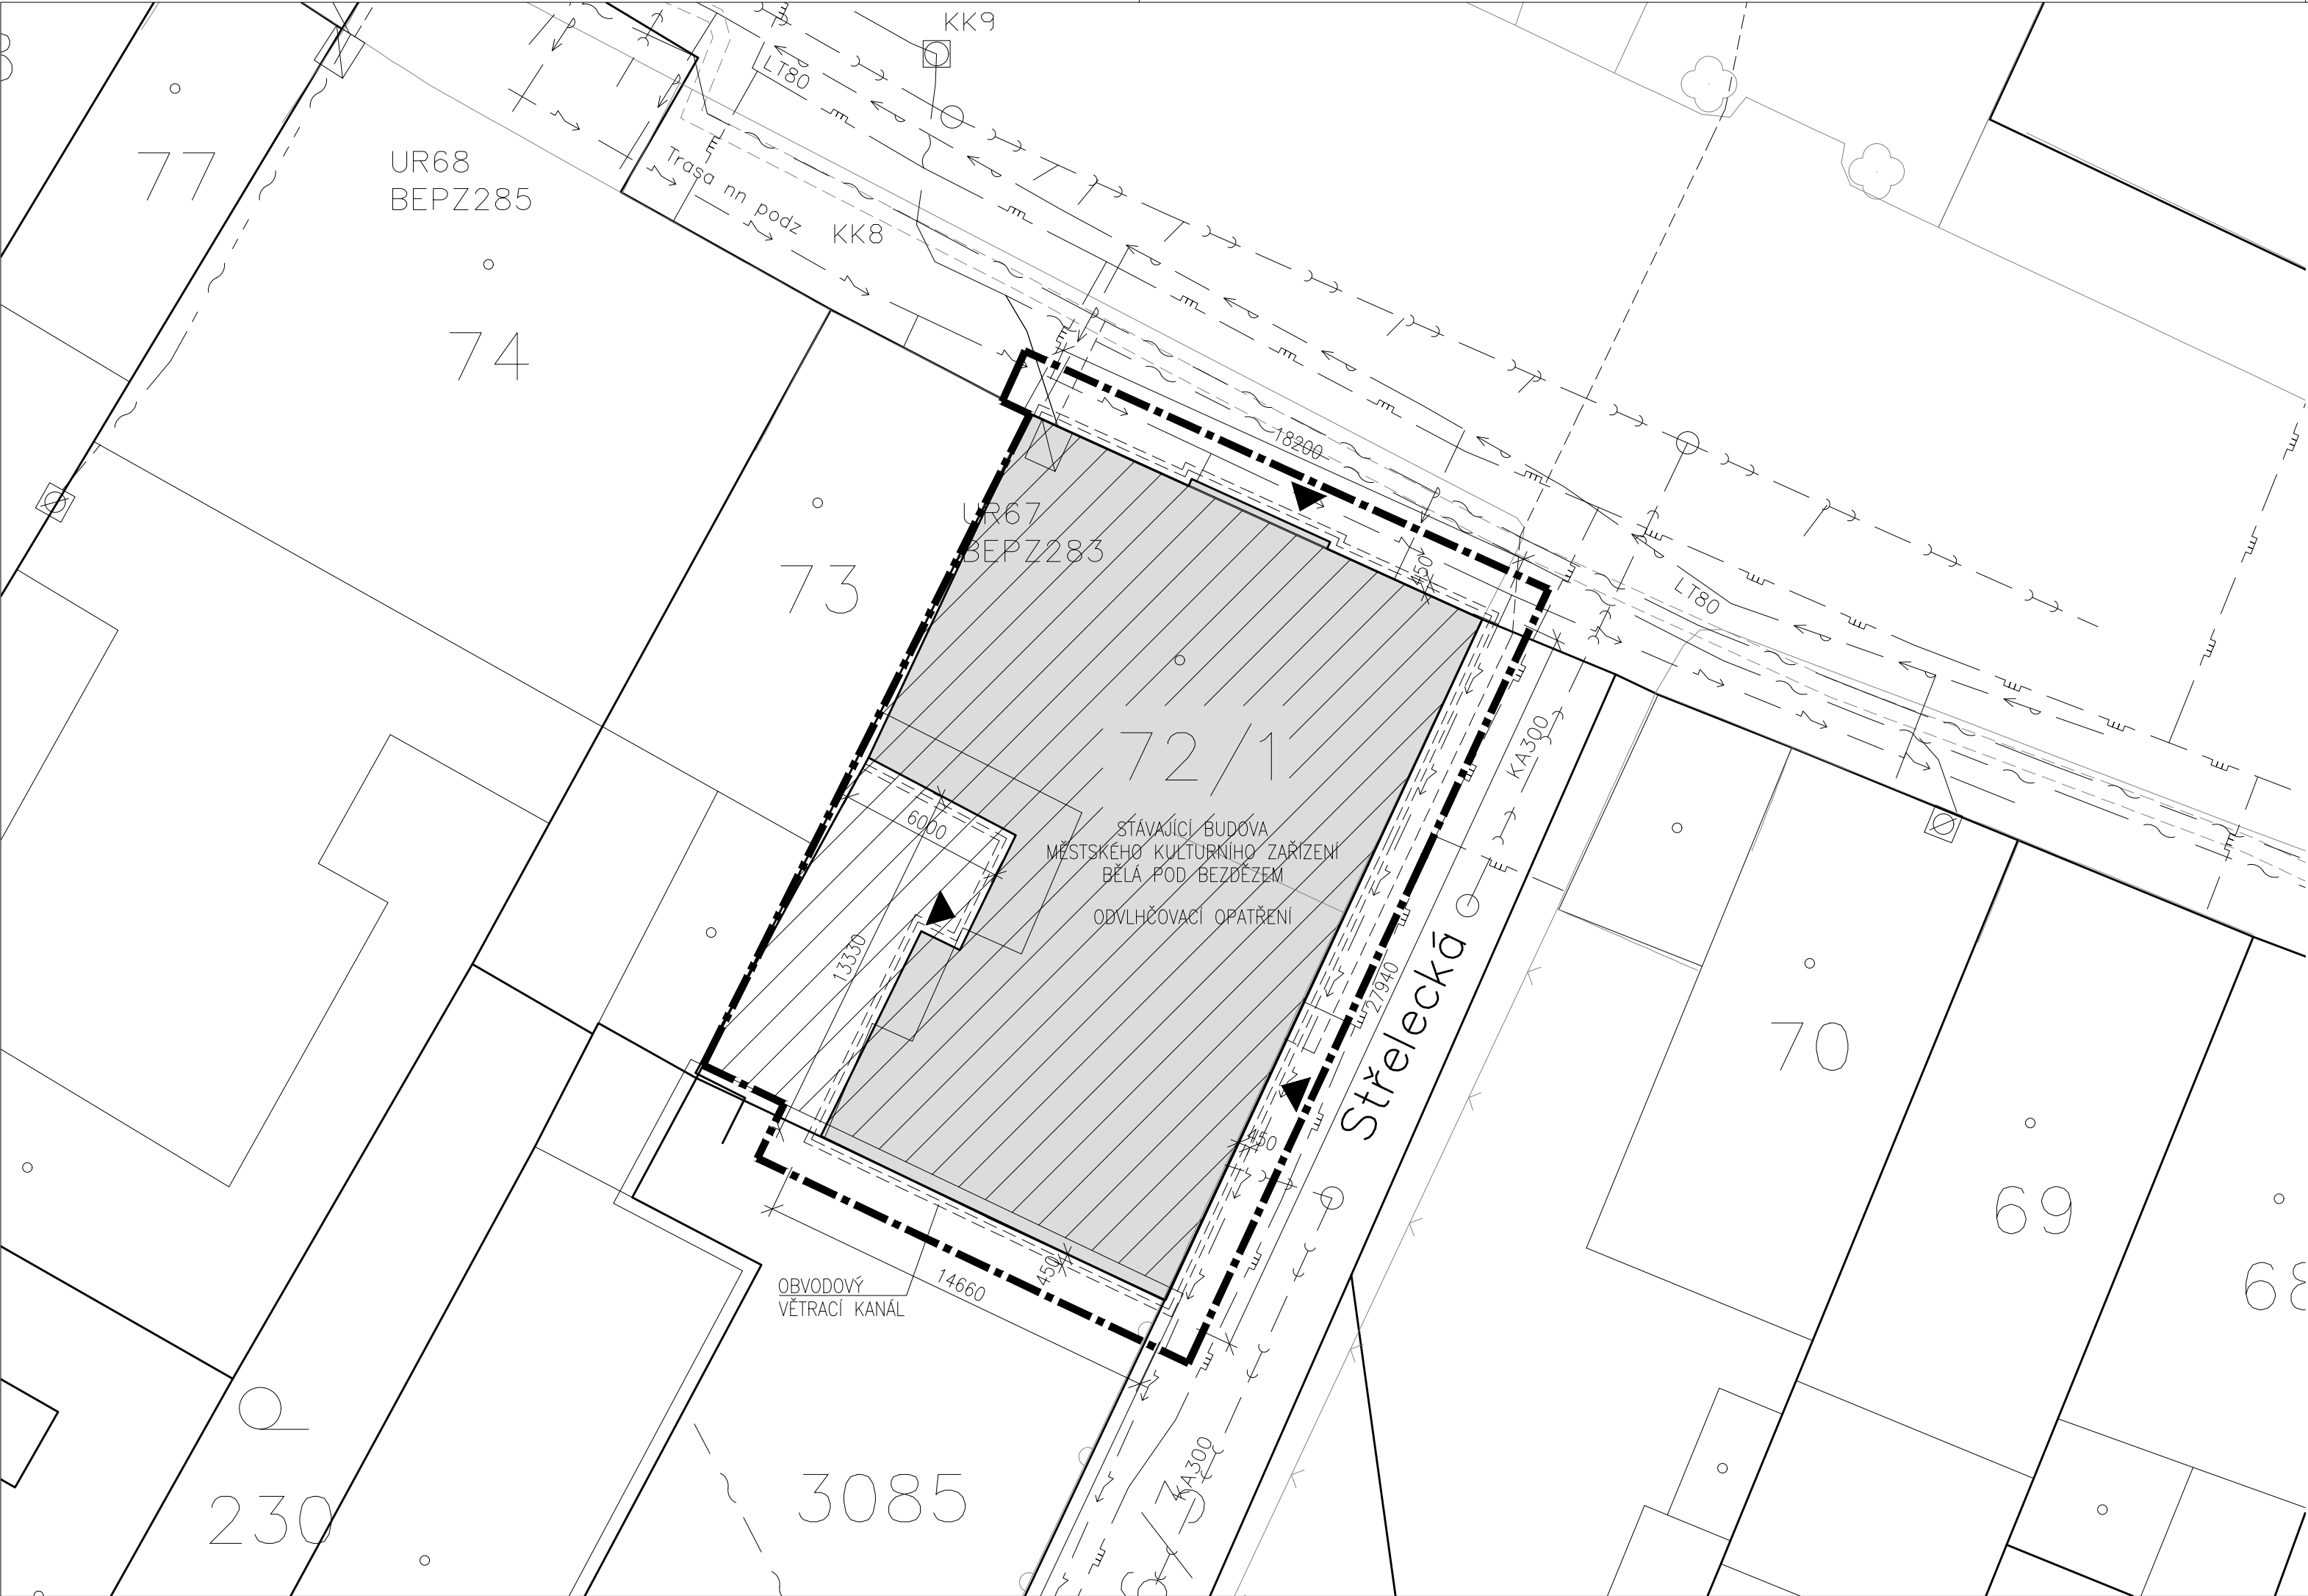 KK9
LT80
77
UR68
BEPZ285
Trasa nn podz
KK8
74
18200
UR67
BEPZ283
73
450
LT80
72/1
KA300
6000
STÁVAJÍCÍ BUDOVA
MĚSTSKÉHO KULTURNÍHO ZAŘÍZENÍ
BĚLÁ POD BEZDĚZEM
ODVLHČOVACÍ OPATŘENÍ
13330
27940
Střelecká
70
450
69
68
OBVODOVÝ
VĚTRACÍ KANÁL
14660
450
KA300
230
3085